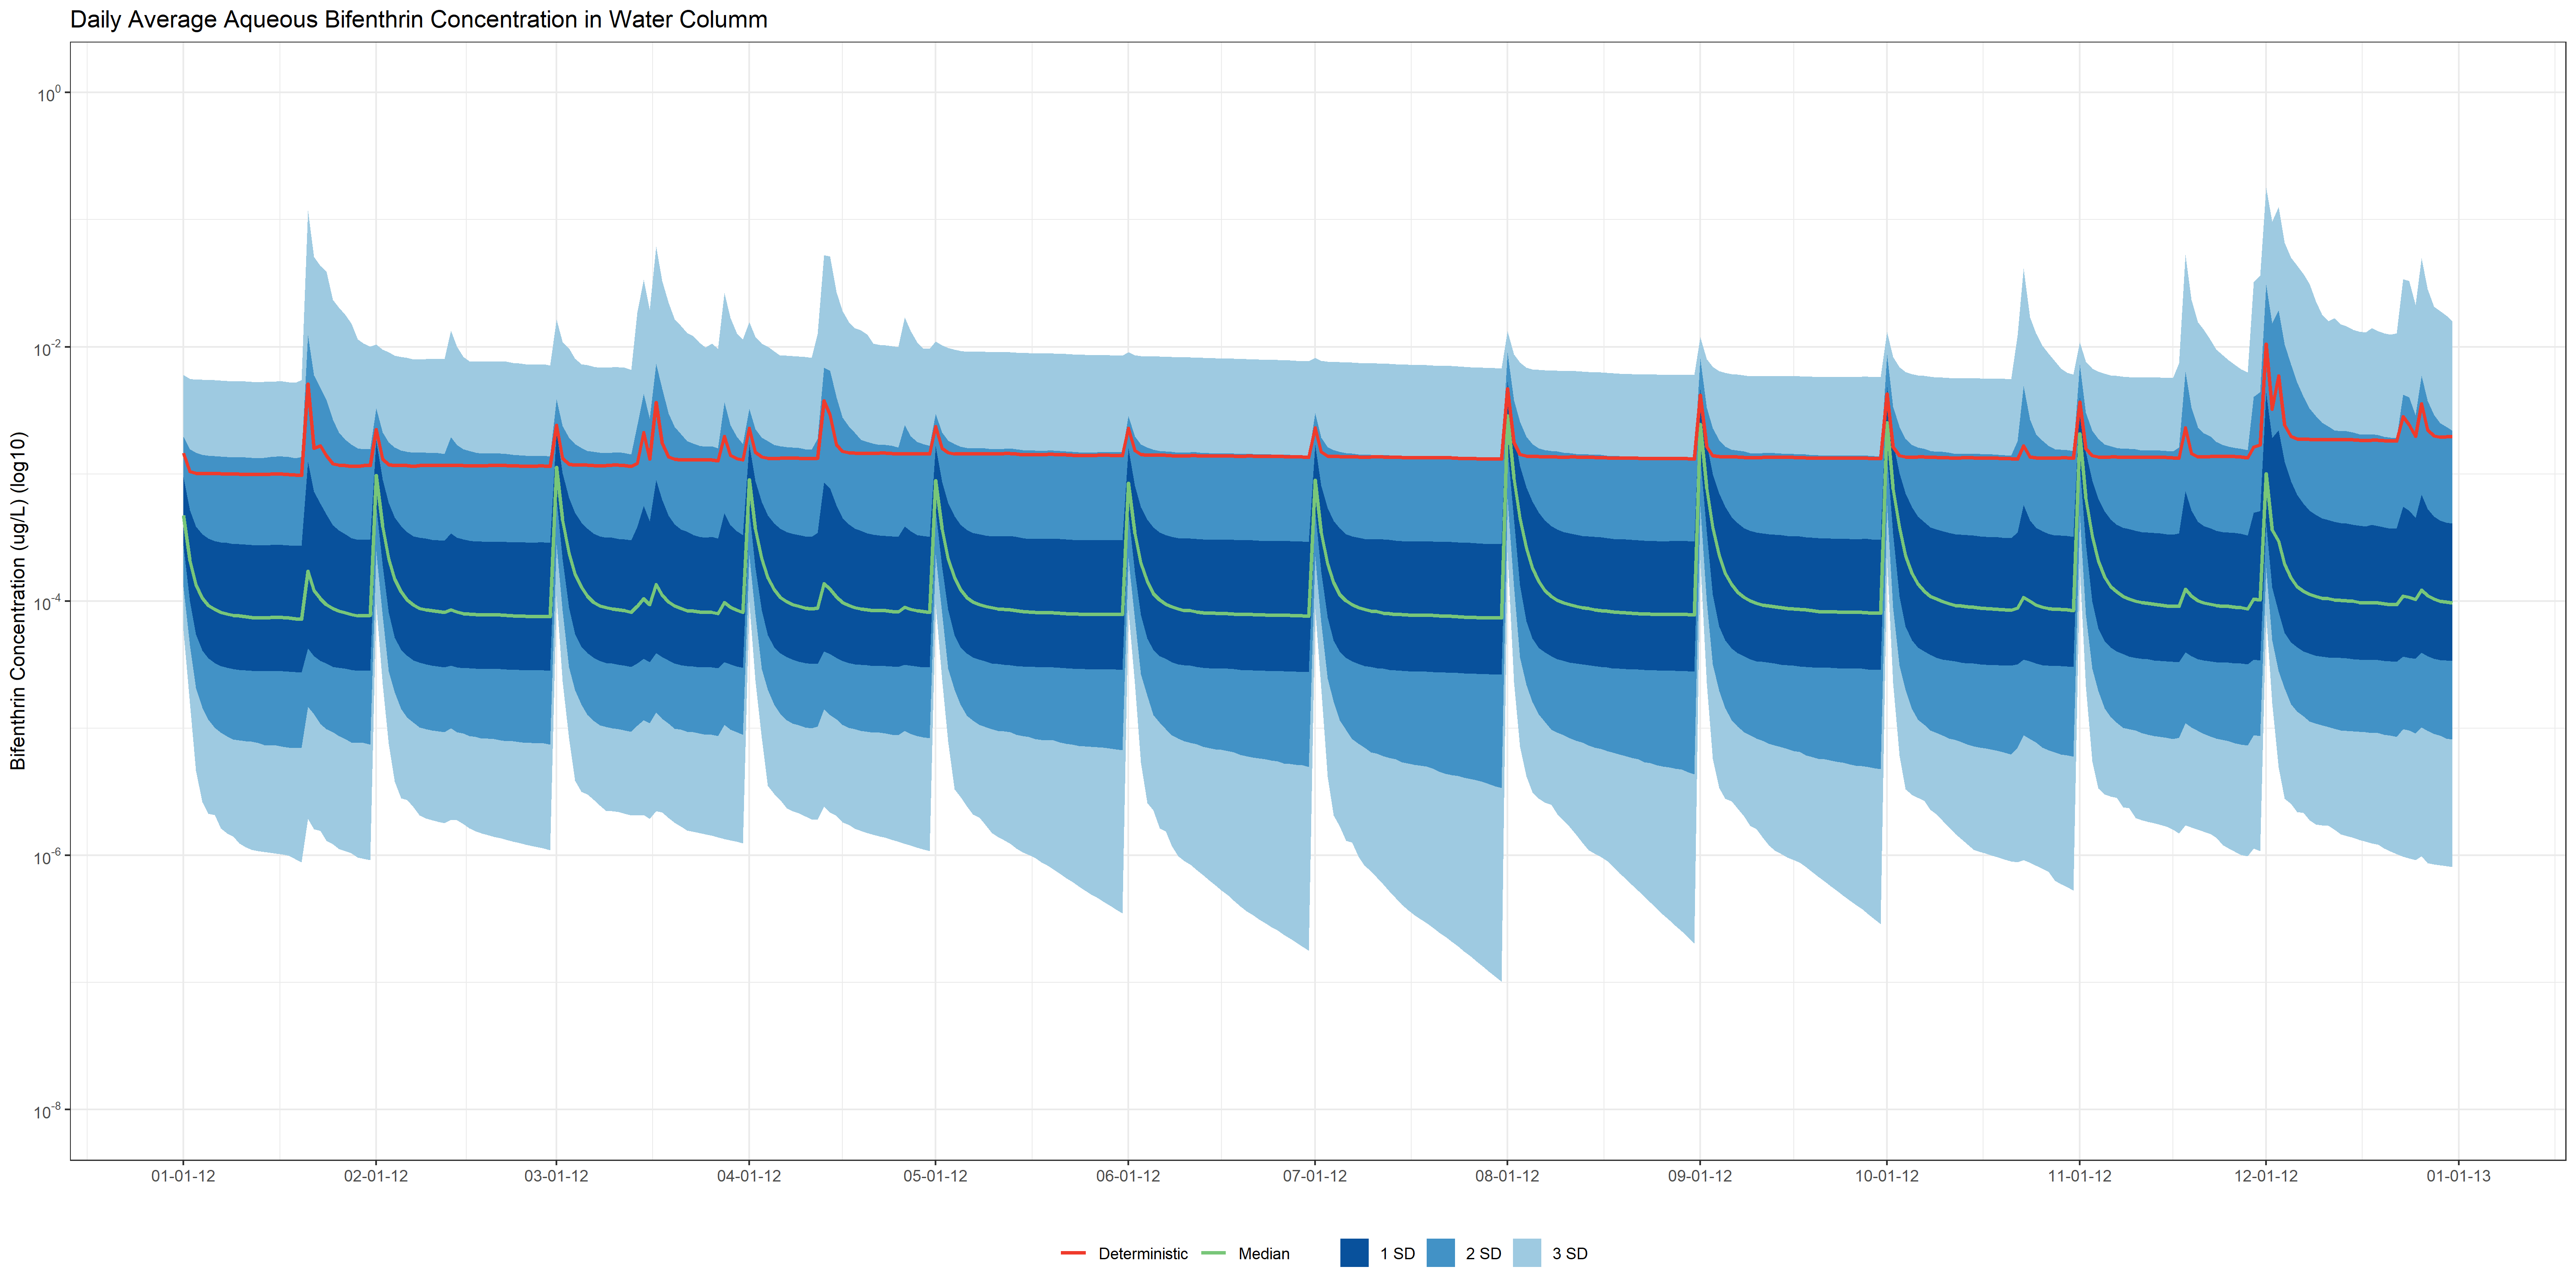 Daily Average Aqueous Bifenthrin Concentration in Water Columm
Bifenthrin Concentration (ug/L) (log10)
10⁰
10⁻²
10⁻⁴
10⁻⁶
10⁻⁸
01-01-12 02-01-12 03-01-12 04-01-12 05-01-12 06-01-12 07-01-12 08-01-12 09-01-12 10-01-12 11-01-12 12-01-12 01-01-13
Deterministic Median 1 SD 2 SD 3 SD